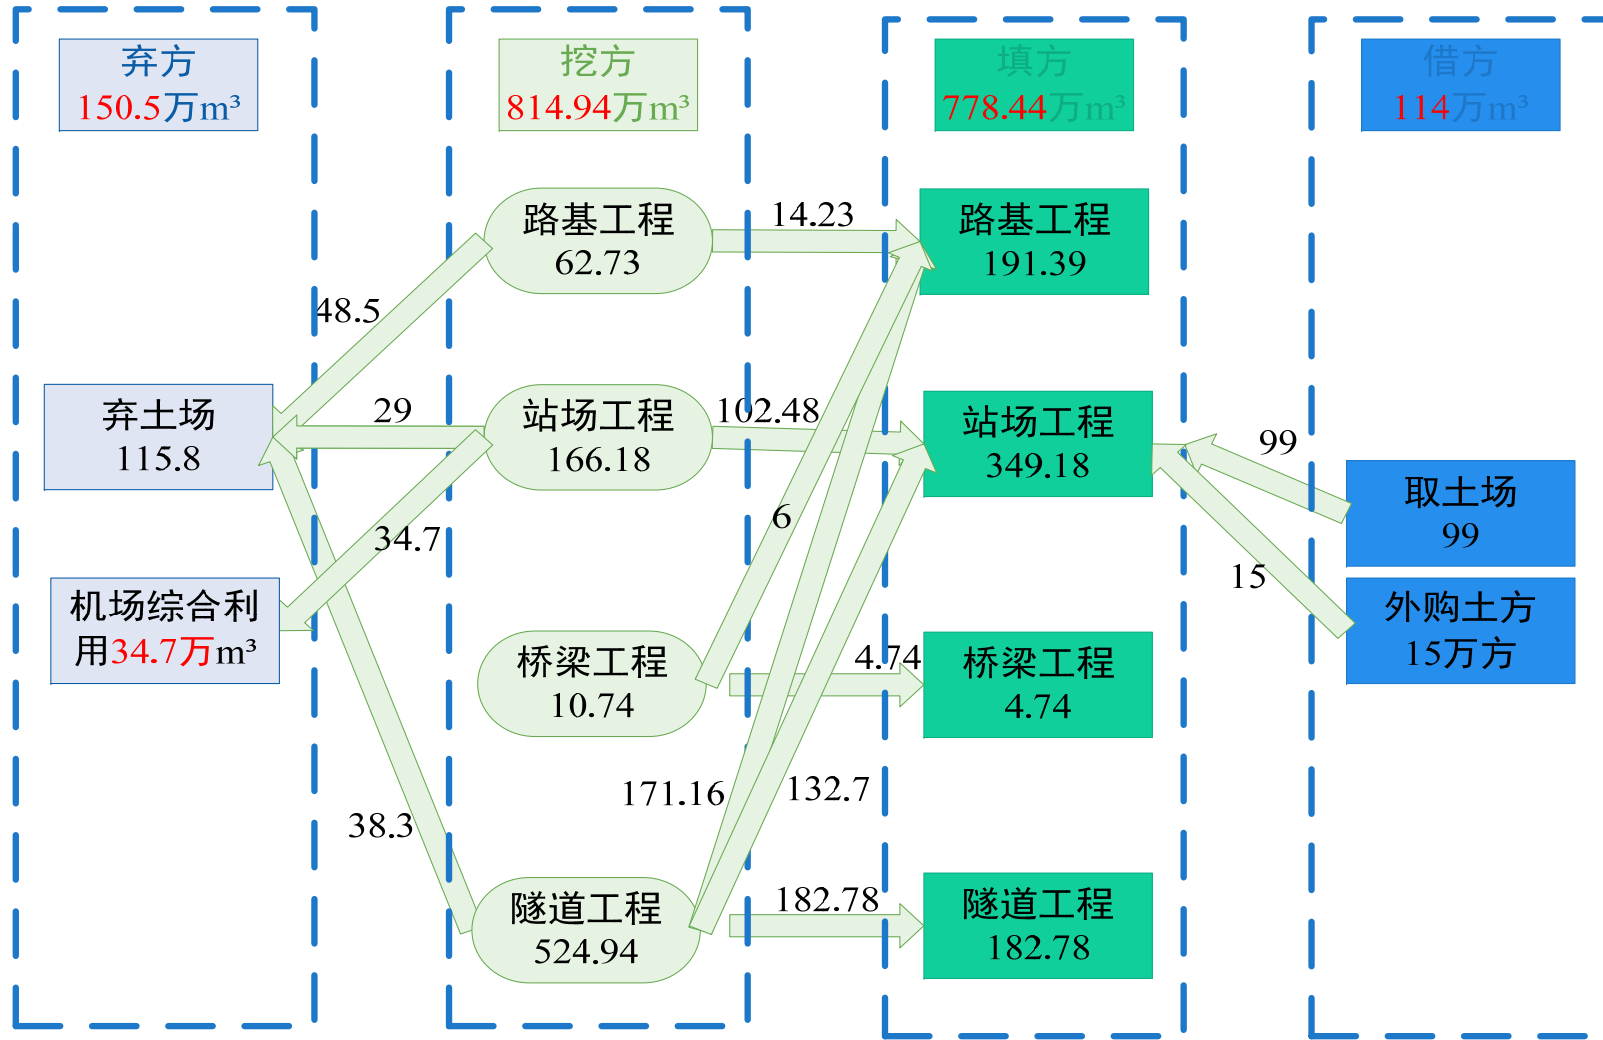 弃方
150.5万m³
挖方
814.94万m³
填方
778.44万m³
借方
114万m³
路基工程
62.73
14.23
路基工程
191.39
48.5
弃土场
115.8
29
站场工程
166.18
102.48
站场工程
349.18
99
取土场
99
34.7
6
15
机场综合利
用34.7万m³
外购土方
15万方
桥梁工程
10.74
4.74
桥梁工程
4.74
38.3
171.16
132.7
隧道工程
524.94
182.78
隧道工程
182.78